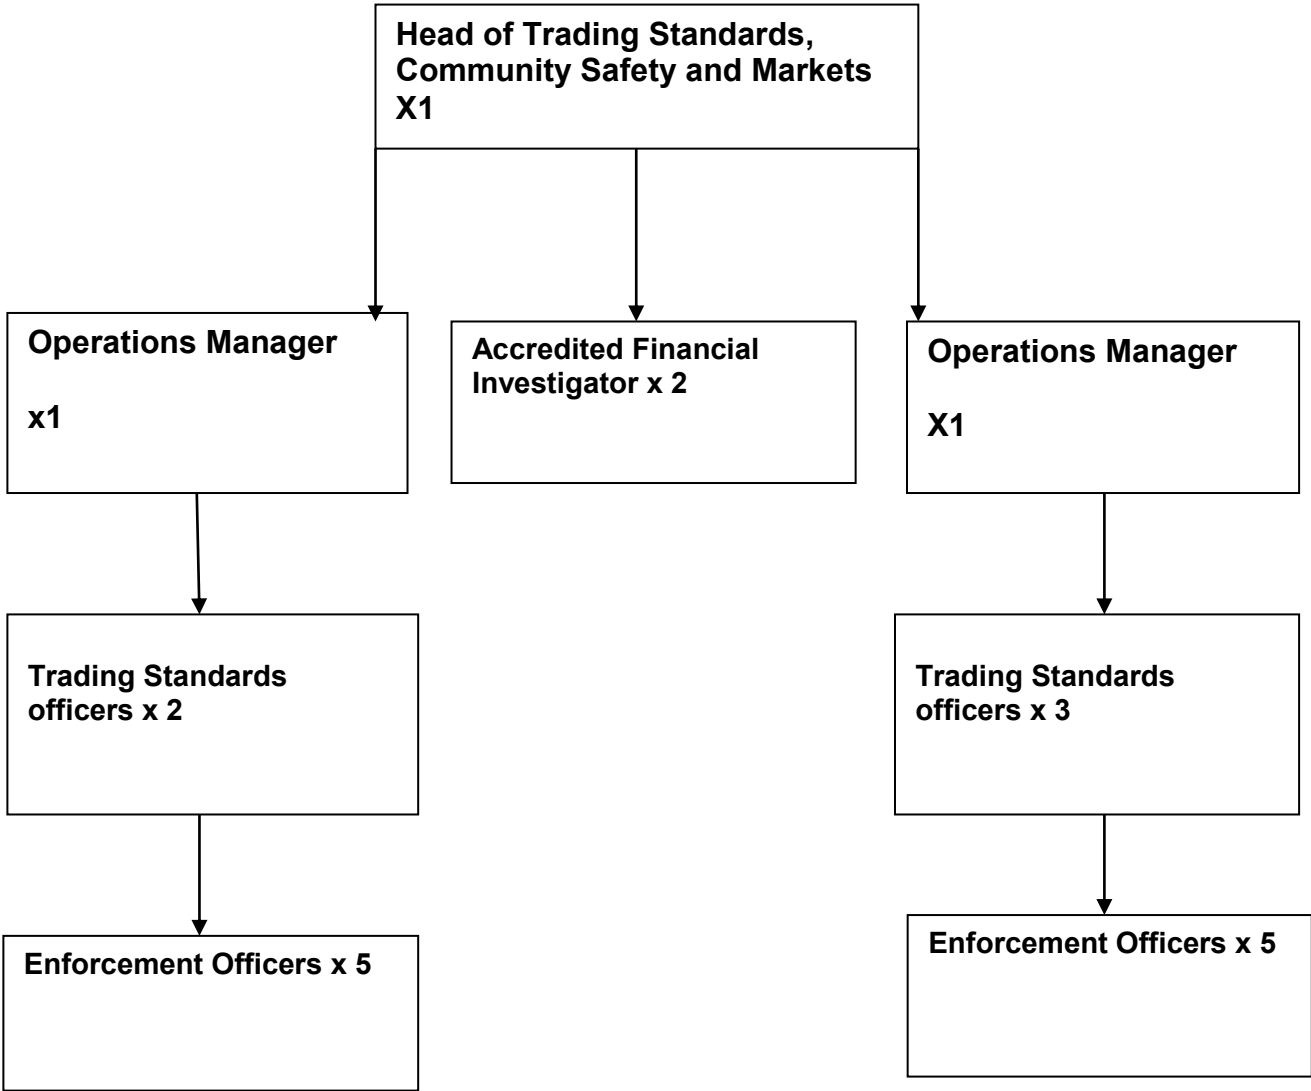 Head of Trading Standards,
Community Safety and Markets
X1
Operations Manager
x1
Accredited Financial
Investigator x 2
Operations Manager
X1
Trading Standards
officers x 2
Trading Standards
officers x 3
Enforcement Officers x 5
Enforcement Officers x 5